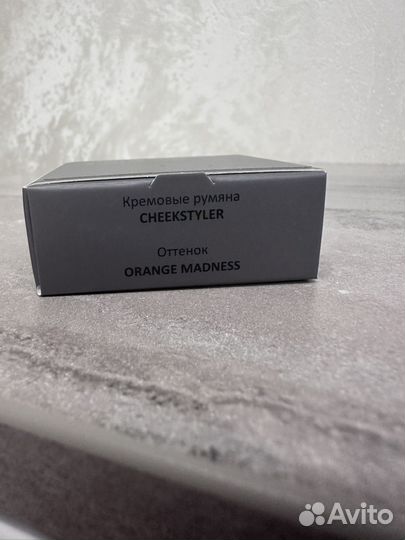 Кремовые румяна
CHEEKSTYLER
Оттенок
ORANGE MADNESS
Avito